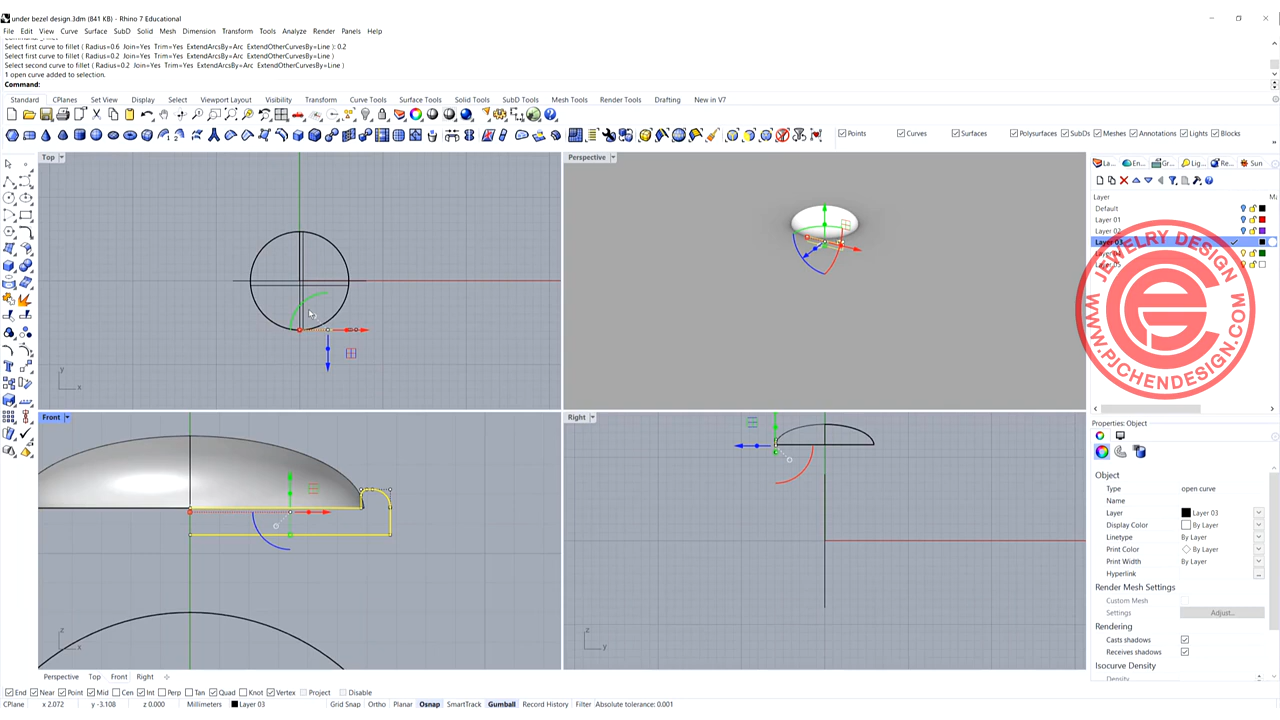 under bezel design.3dm (841 KB) - Rhino 7 Educational
File Edit View Curve Surface SubD Solid Mesh Dimension Transform Tools Analyze Render Panels Help
Select first curve to fillet ( Radius=0.6 Join=Yes Trim=Yes ExtendArcsBy=Arc ExtendOtherCurvesBy=Line ): 0.2
Select first curve to fillet ( Radius=0.2 Join=Yes Trim=Yes ExtendArcsBy=Arc ExtendOtherCurvesBy=Line )
Select second curve to fillet ( Radius=0.2 Join=Yes Trim=Yes ExtendArcsBy=Arc ExtendOtherCurvesBy=Line )
1 open curve added to selection.
Command:
Standard CPlanes Set View Display Select Viewport Layout Visibility Transform Curve Tools Surface Tools Solid Tools SubD Tools Mesh Tools Render Tools Drafting New in V7
Points Curves Surfaces Polysurfaces SubDs Meshes Annotations Lights Blocks
Top
Perspective
La... En... Gr... Lig... Re... Sun
Layer
Default
Layer 01
Layer 02
Layer 03
JEWELRY DESIGN
WWW.PJCHENDESIGN.COM
y
x
Front
Right
z
x
z
y
Properties: Object
Object
Type open curve
Name
Layer Layer 03
Display Color By Layer
Linetype By Layer
Print Color By Layer
Print Width By Layer
Hyperlink ...
Render Mesh Settings
Custom Mesh
Settings Adjust...
Rendering
Casts shadows
Receives shadows
Isocurve Density
Density
Perspective Top Front Right
End Near Point Mid Cen Int Perp Tan Quad Knot Vertex Project Disable
CPlane x 2.072 y -3.108 z 0.000 Millimeters Layer 03 Grid Snap Ortho Planar Osnap SmartTrack Gumball Record History Filter Absolute tolerance: 0.001